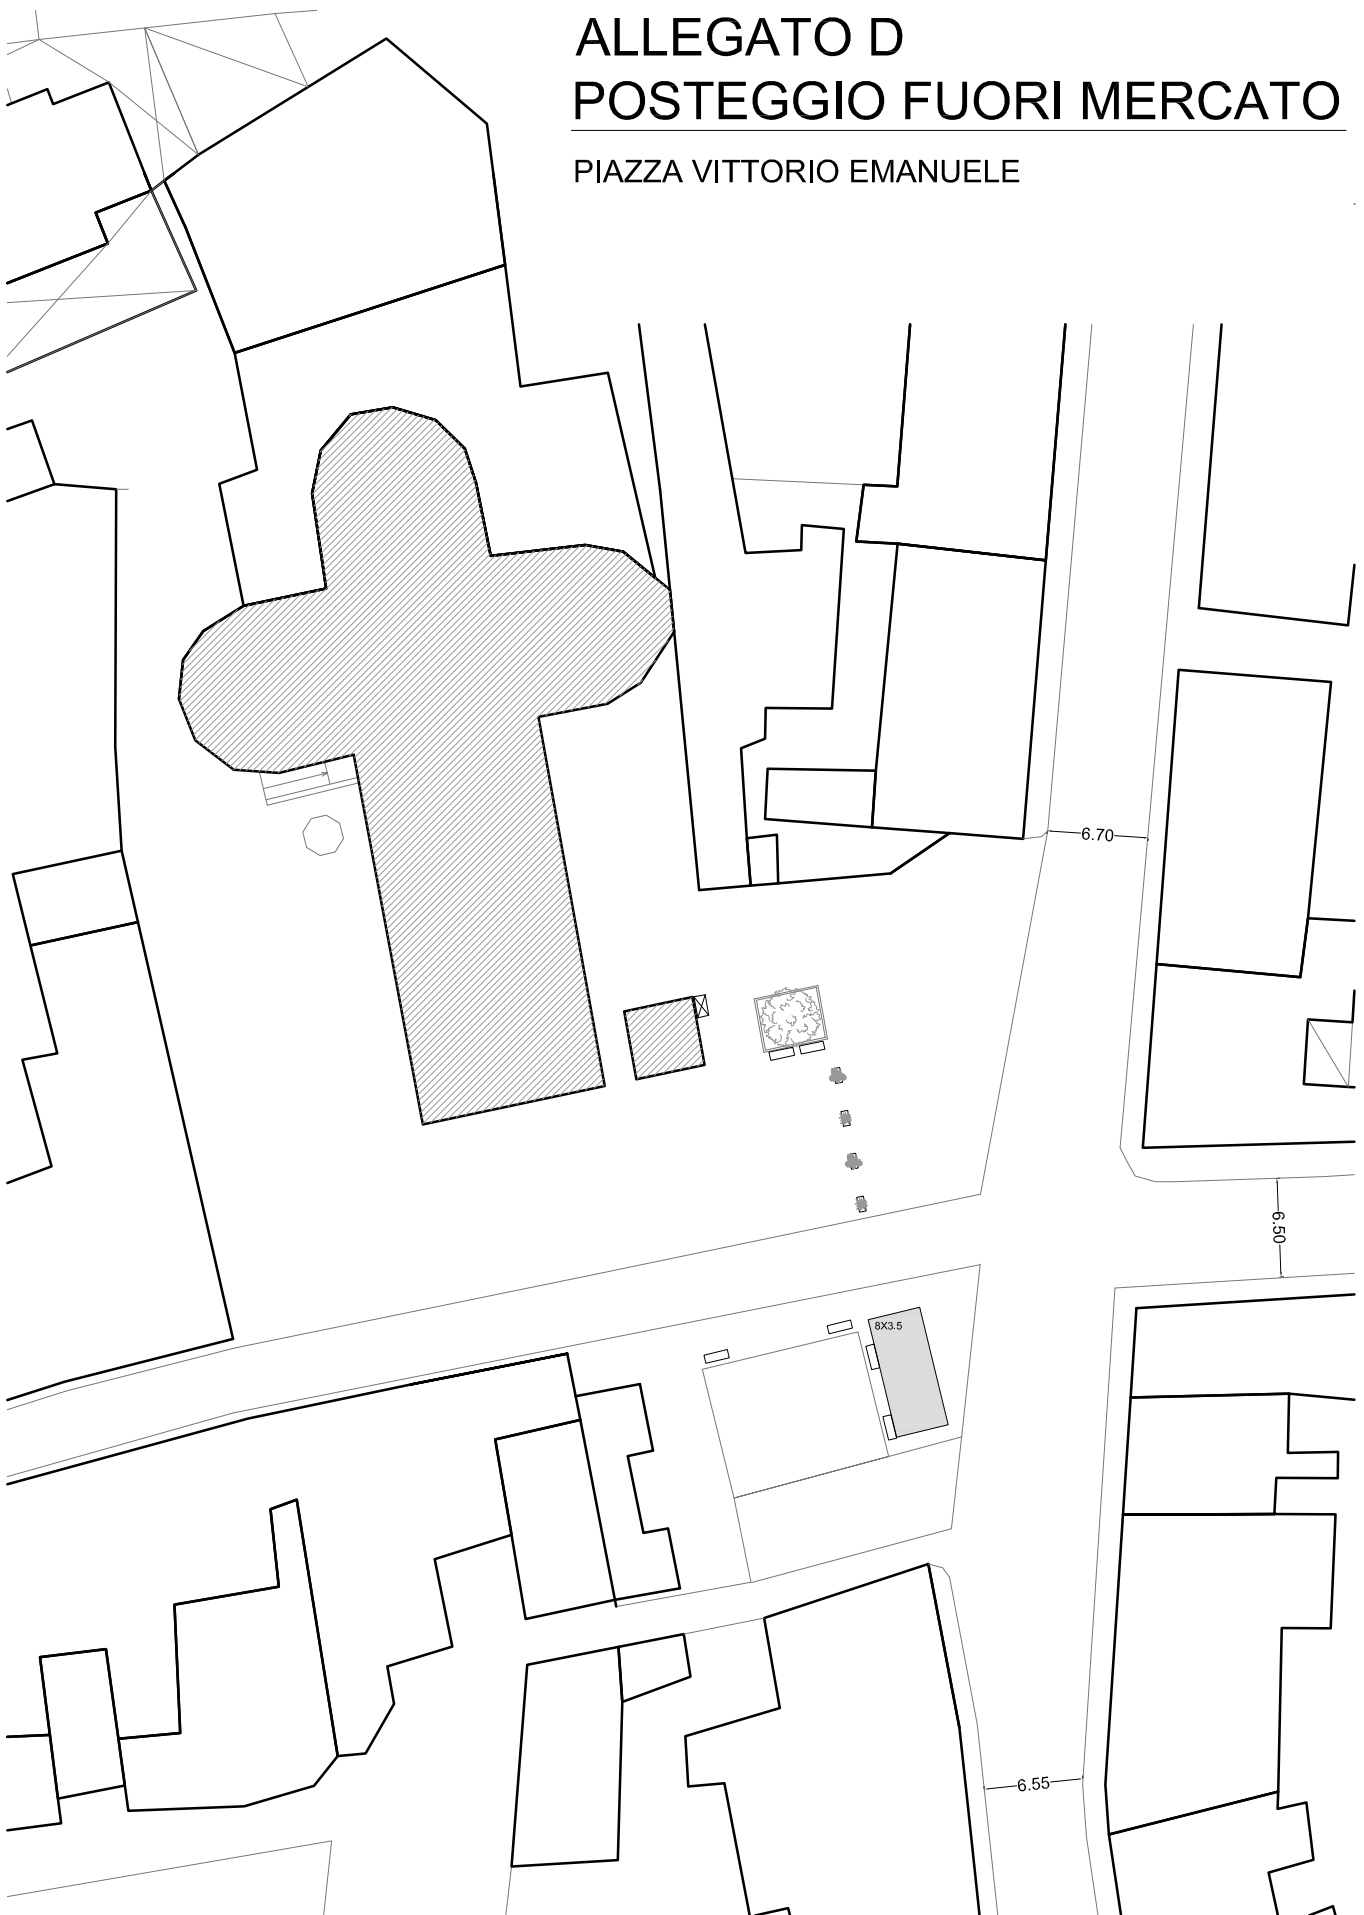 ALLEGATO D
POSTEGGIO FUORI MERCATO
PIAZZA VITTORIO EMANUELE
6.70
6.50
8X3.5
6.55